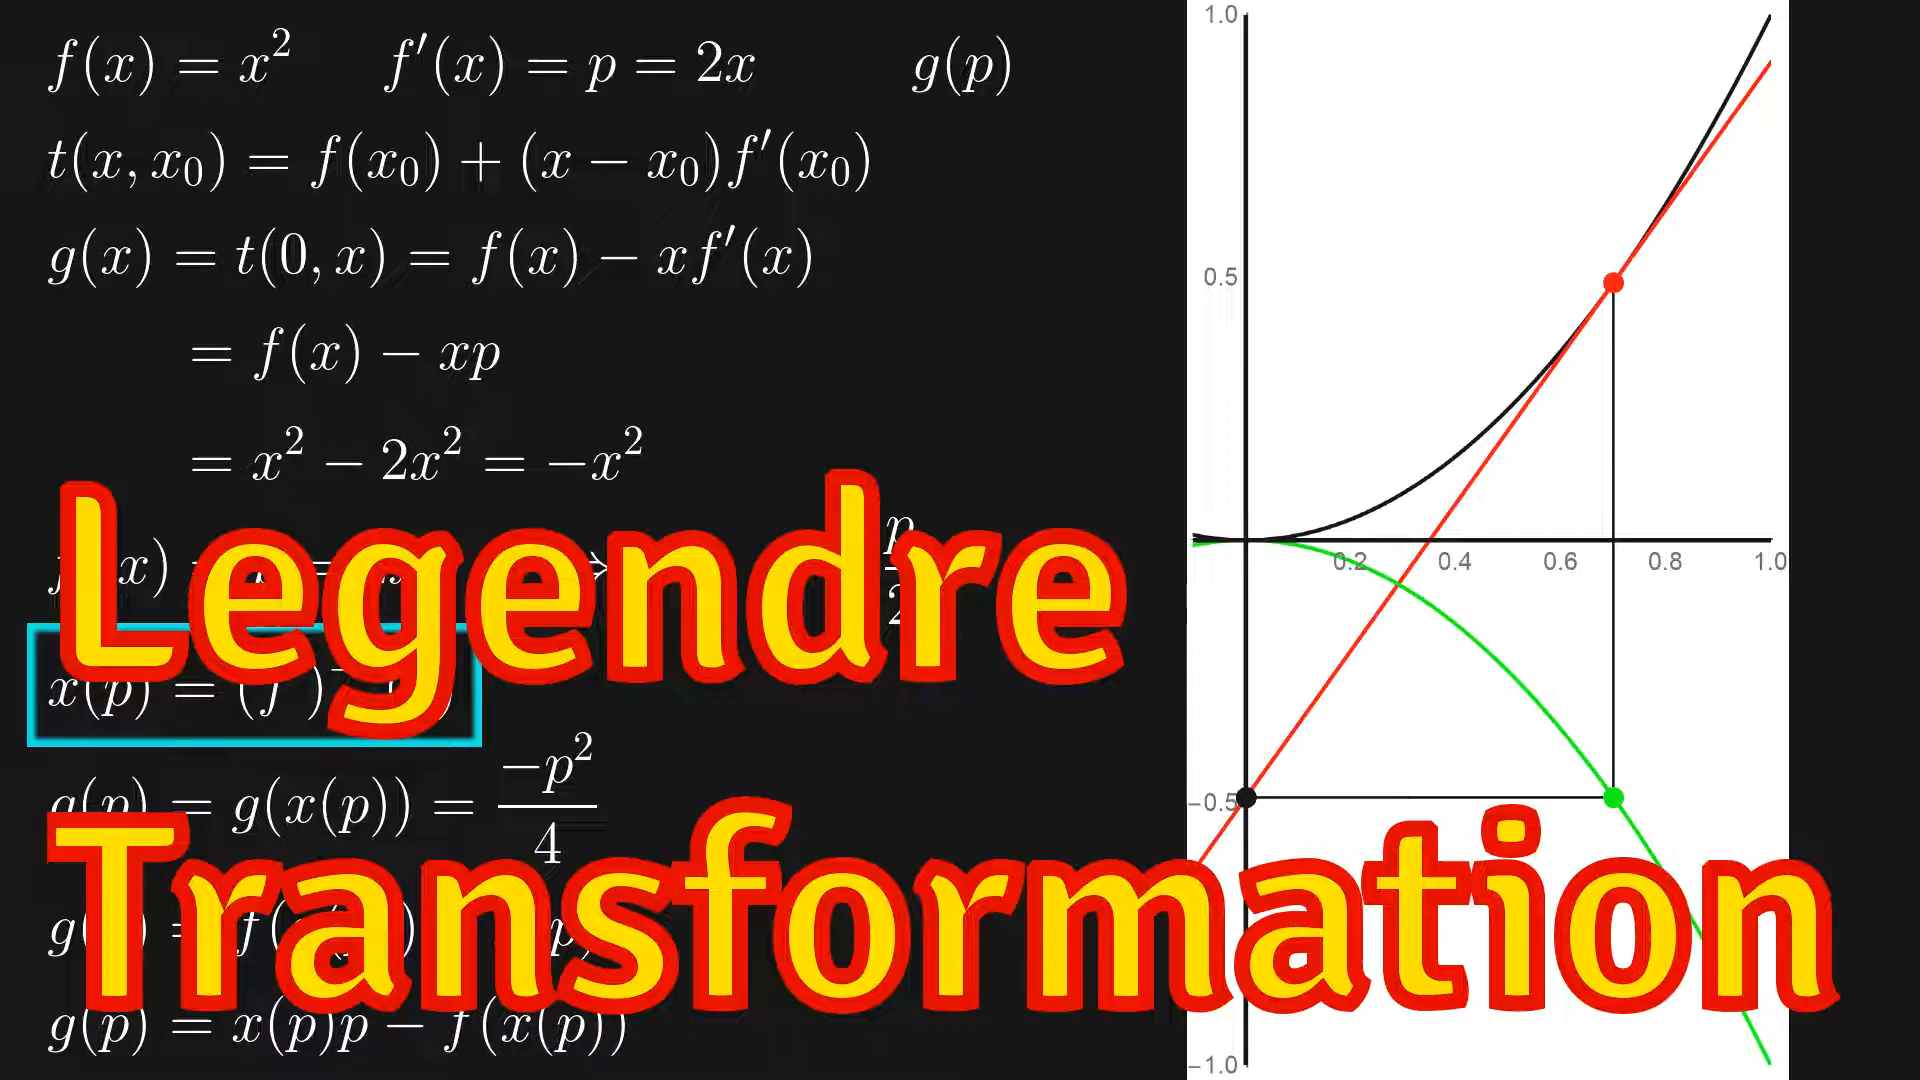 f(x) = x² f′(x) = p = 2x g(p)
t(x, x₀) = f(x₀) + (x − x₀)f′(x₀)
g(x) = t(0, x) = f(x) − xf′(x)
= f(x) − xp
= x² − 2x² = −x²
Legendre
g(p) = g(x(p)) = −p²/4
Transformation
g(p) = x(p)p − f(x(p))
1.0
0.5
0.2 0.4 0.6 0.8 1.0
−0.5
−1.0